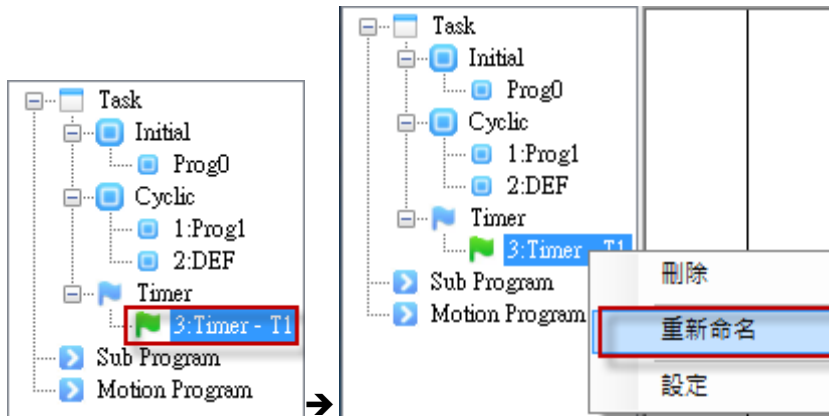 Task
Initial
Prog0
Cyclic
1:Prog1
2:DEF
Timer
3:Timer - T1
Sub Program
Motion Program
➔
Task
Initial
Prog0
Cyclic
1:Prog1
2:DEF
Timer
3:Timer - T1
Sub Program
Motion Program
刪除
重新命名
設定